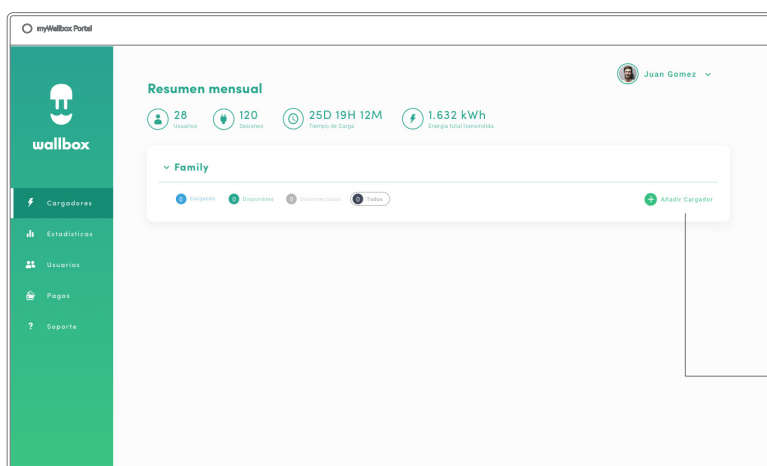 myWallbox Portal
Juan Gomez
Resumen mensual
28
Usuarios
120
Sesiones
25D 19H 12M
Tiempo de Carga
1.632 kWh
Energía total transmitida
wallbox
Family
0 Cargando
0 Disponibles
0 Desconectados
0 Todos
Añadir Cargador
Cargadores
Estadísticas
Usuarios
Pagos
? Soporte